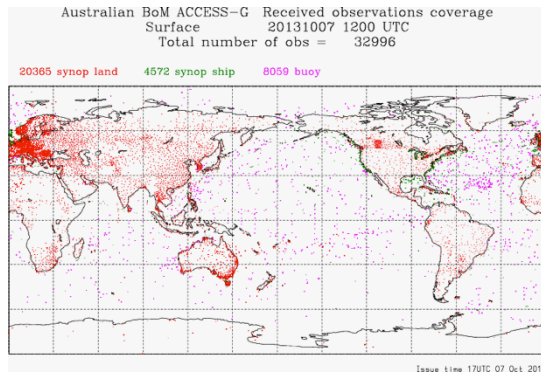 Australian BoM ACCESS-G Received observations coverage
Surface 20131007 1200 UTC
Total number of obs = 32996
20365 synop land 4572 synop ship 8059 buoy
Issue time 17UTC 07 Oct 201